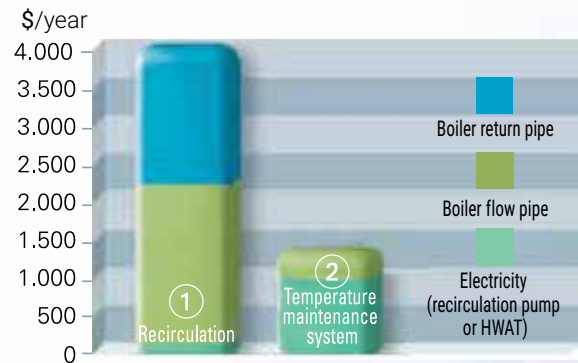 $/year
4.000
3.500
3.000
2.500
2.000
1.500
1.000
500
0
1
Recirculation
2
Temperature
maintenance
system
Boiler return pipe
Boiler flow pipe
Electricity
(recirculation pump
or HWAT)